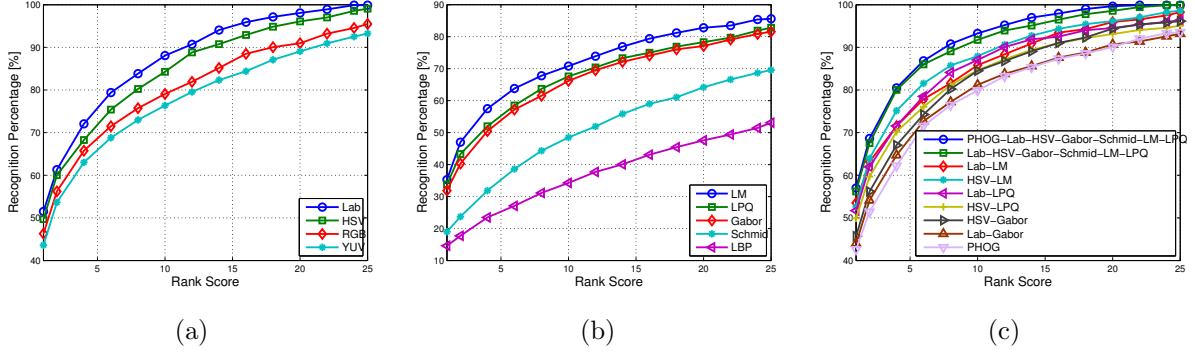 100
90
80
70
60
50
40
5
10
15
20
25
Rank Score
Recognition Percentage [%]
Lab
HSV
RGB
YUV
(a)
90
80
70
60
50
40
30
20
10
5
10
15
20
25
Rank Score
Recognition Percentage [%]
LM
LPQ
Gabor
Schmid
LBP
(b)
100
90
80
70
60
50
40
5
10
15
20
25
Rank Score
Recognition Percentage [%]
PHOG−Lab−HSV−Gabor−Schmid−LM−LPQ
Lab−HSV−Gabor−Schmid−LM−LPQ
Lab−LM
HSV−LM
Lab−LPQ
HSV−LPQ
HSV−Gabor
Lab−Gabor
PHOG
(c)